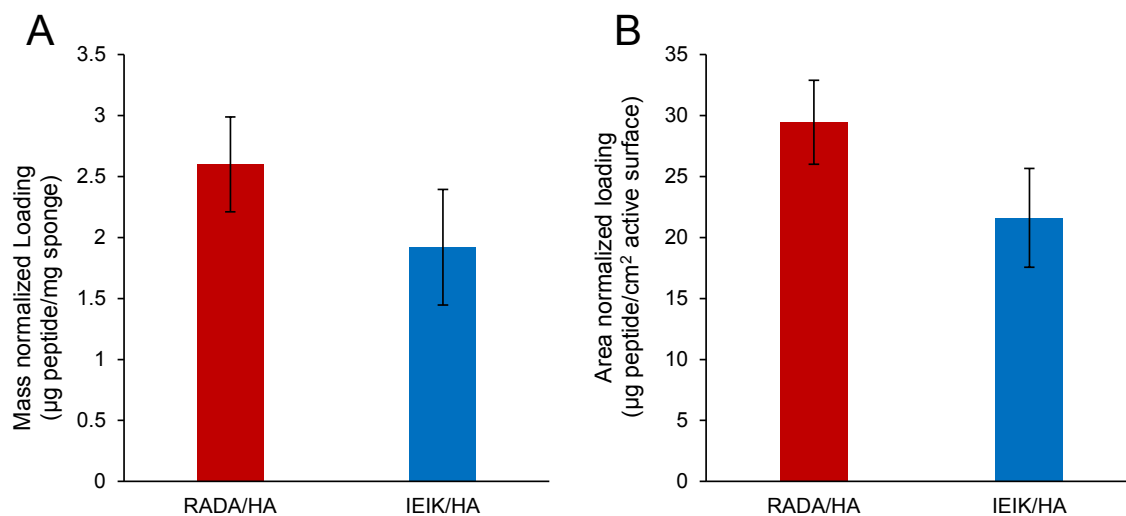 A
Mass normalized Loading
(µg peptide/mg sponge)
3.5
3
2.5
2
1.5
1
0.5
0
RADA/HA
IEIK/HA
B
Area normalized loading
(µg peptide/cm² active surface)
35
30
25
20
15
10
5
0
RADA/HA
IEIK/HA